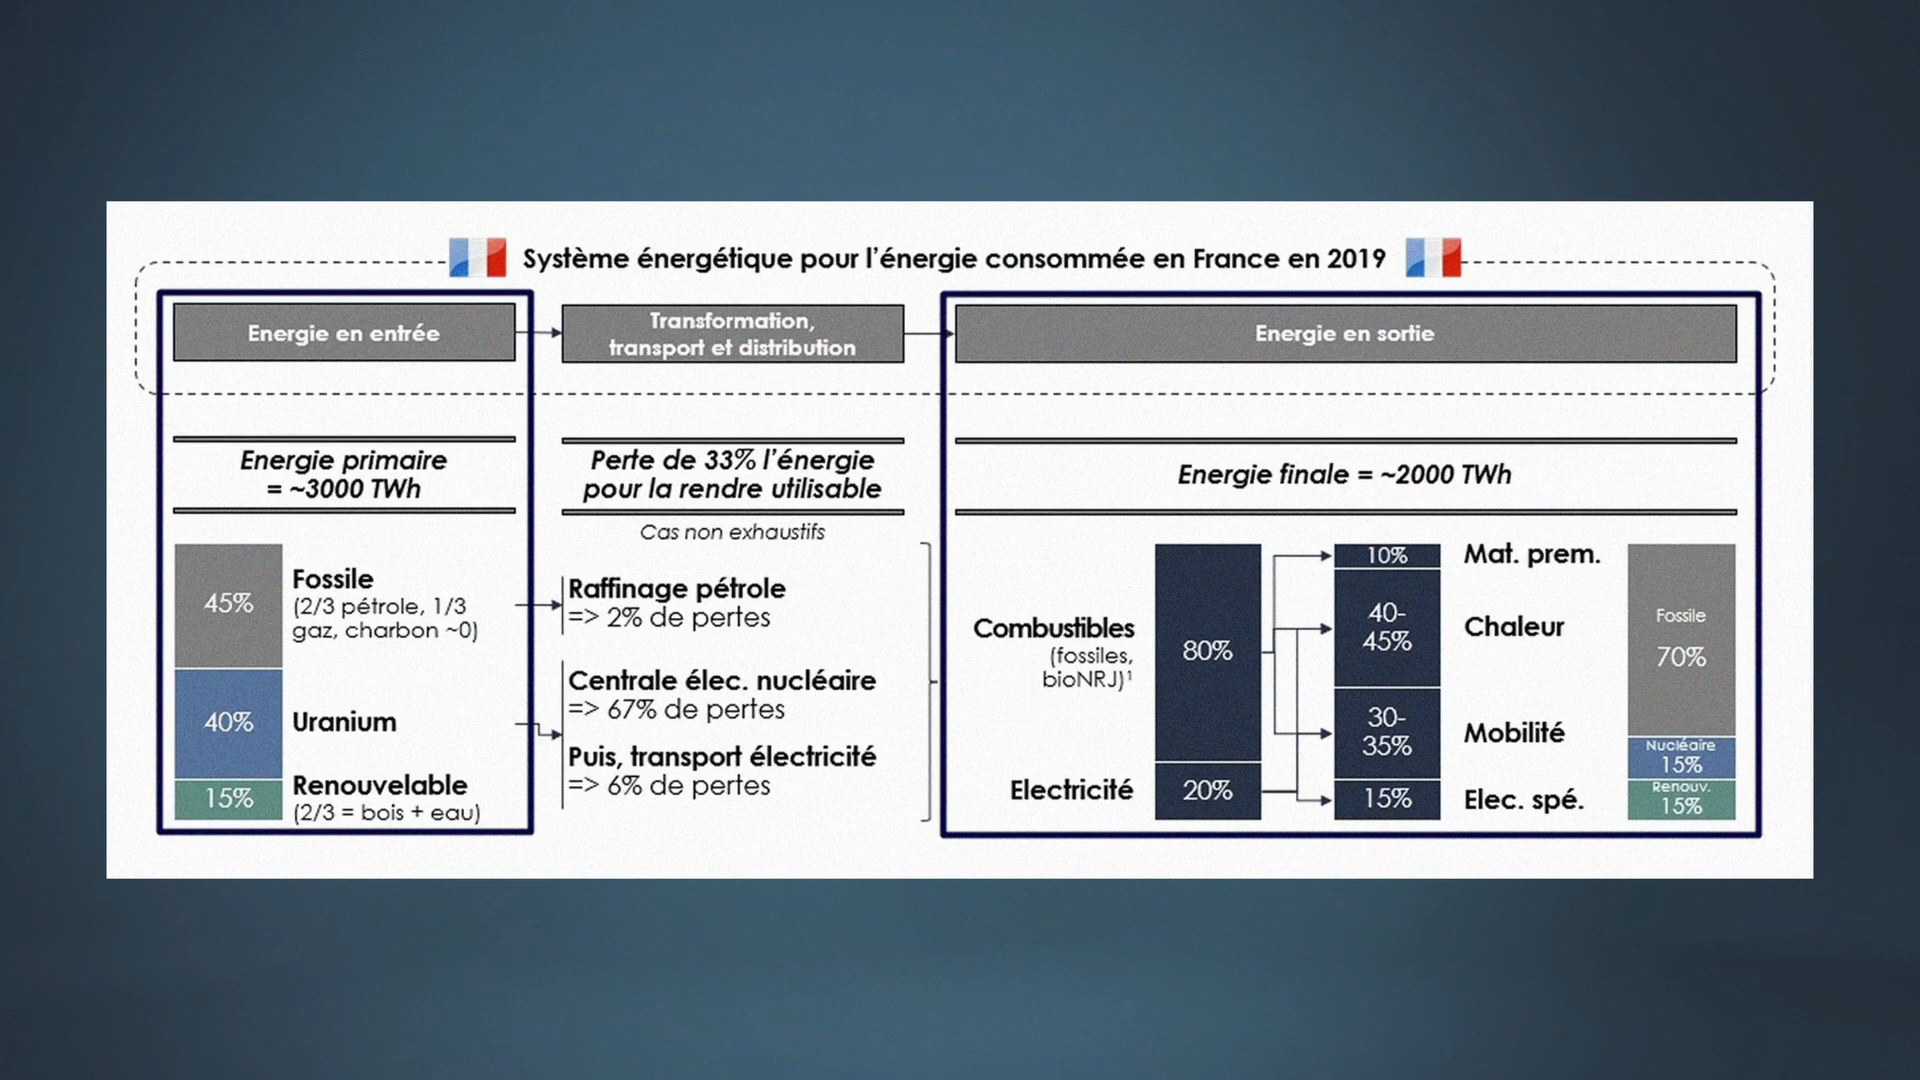 Système énergétique pour l'énergie consommée en France en 2019
Energie en entrée
Transformation,
transport et distribution
Energie en sortie
Energie primaire
= ~3000 TWh
Perte de 33% l'énergie
pour la rendre utilisable
Energie finale = ~2000 TWh
Cas non exhaustifs
45%
Fossile
(2/3 pétrole, 1/3
gaz, charbon ~0)
40%
Uranium
15%
Renouvelable
(2/3 = bois + eau)
Raffinage pétrole
=> 2% de pertes
Centrale élec. nucléaire
=> 67% de pertes
Puis, transport électricité
=> 6% de pertes
Combustibles
(fossiles,
bioNRJ)¹
80%
Electricité
20%
10%
Mat. prem.
40-
45%
Chaleur
30-
35%
Mobilité
15%
Elec. spé.
Fossile
70%
Nucléaire
15%
Renouv.
15%